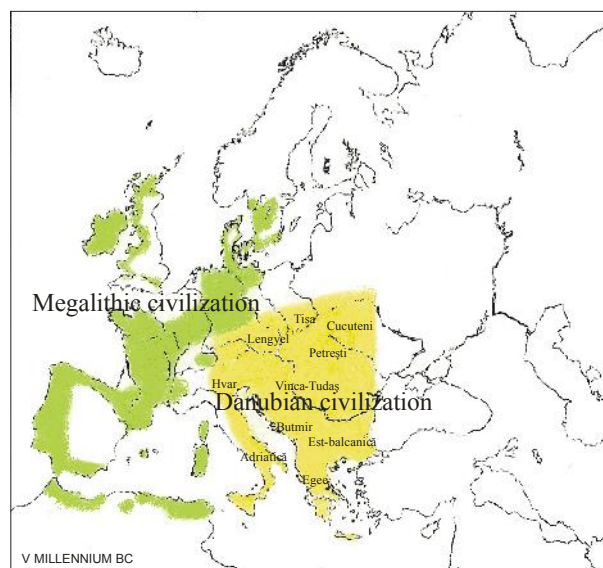 Megalithic civilization
Tisa
Cucuteni
Lengyel
Petrești
Hvar
Vinca-Tudaș
Danubian civilization
Butmir
Est-balcanică
Adriatică
Egee
V MILLENNIUM BC